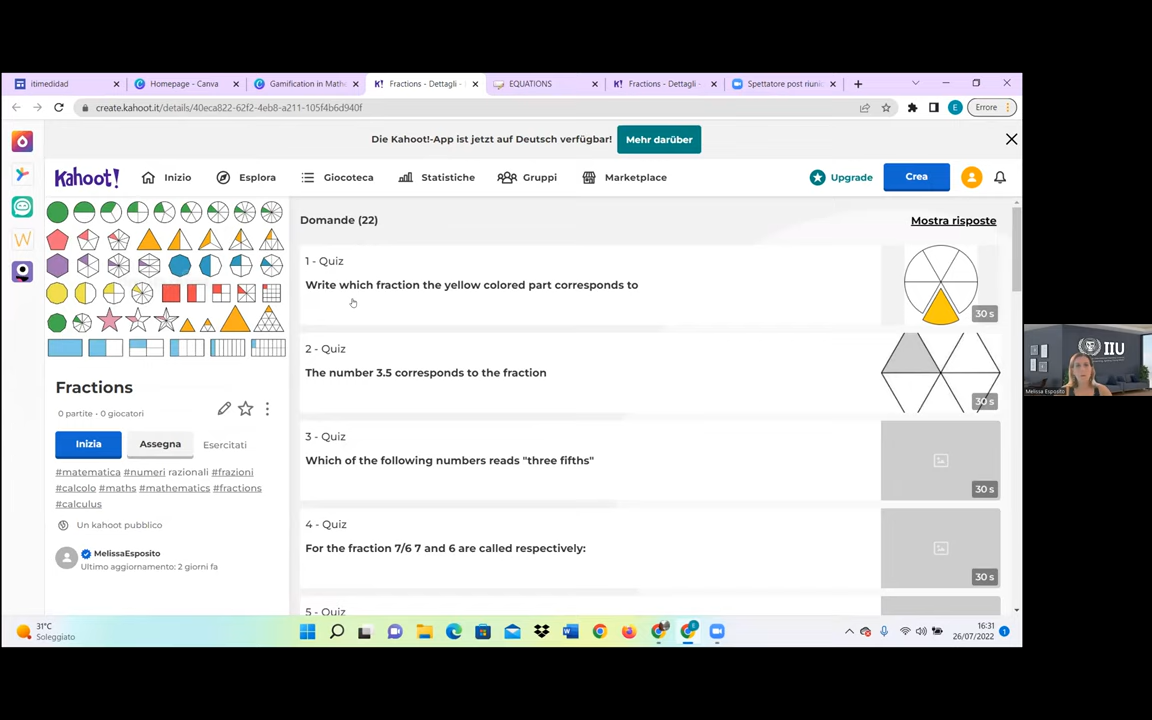 itimedidad
Homepage - Canva
Gamification in Math
Fractions - Dettagli -
EQUATIONS
Fractions - Dettagli -
Spettatore post riunio
create.kahoot.it/details/40eca822-62f2-4eb8-a211-105f4b6d940f
E
Errore
Die Kahoot!-App ist jetzt auf Deutsch verfügbar!
Mehr darüber
Kahoot!
Inizio
Esplora
Giocoteca
Statistiche
Gruppi
Marketplace
Upgrade
Crea
Domande (22)
Mostra risposte
1 - Quiz
Write which fraction the yellow colored part corresponds to
30 s
2 - Quiz
The number 3.5 corresponds to the fraction
30 s
3 - Quiz
Which of the following numbers reads "three fifths"
30 s
4 - Quiz
For the fraction 7/6 7 and 6 are called respectively:
30 s
5 - Quiz
Fractions
0 partite · 0 giocatori
Inizia
Assegna
Esercitati
#matematica #numeri razionali #frazioni
#calcolo #maths #mathematics #fractions
#calculus
Un kahoot pubblico
MelissaEsposito
Ultimo aggiornamento: 2 giorni fa
IIU
Melissa Esposito
31°C
Soleggiato
16:31
26/07/2022
1